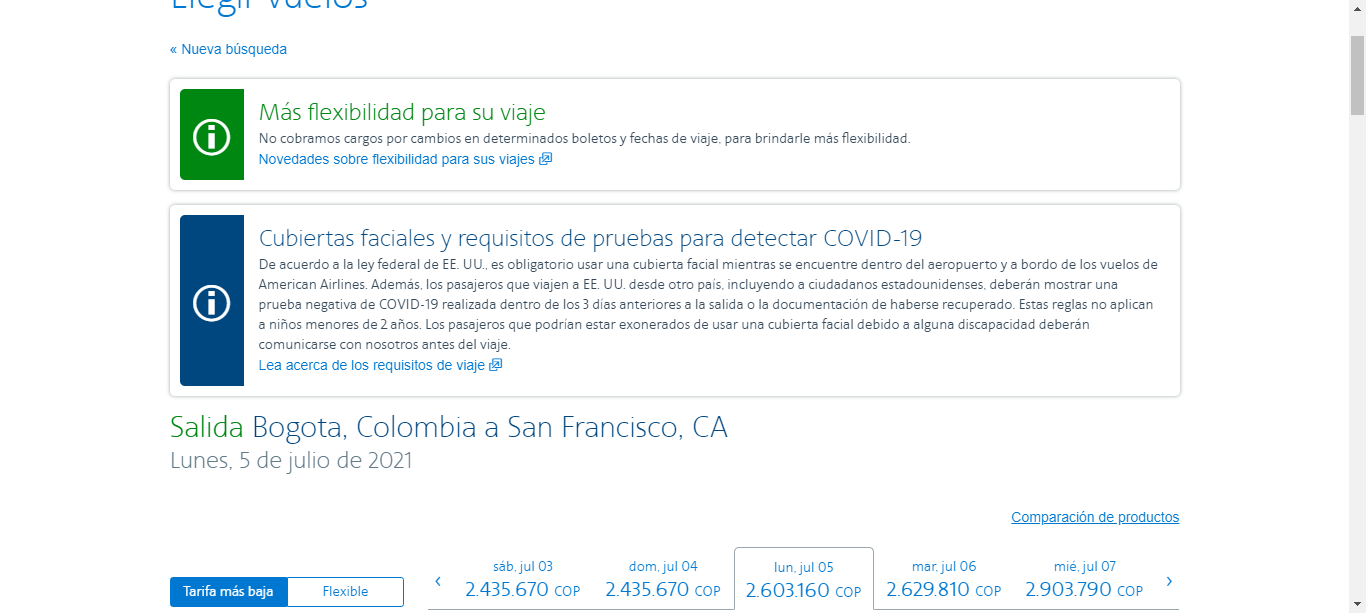 Elegir vuelos
« Nueva búsqueda
Más flexibilidad para su viaje
No cobramos cargos por cambios en determinados boletos y fechas de viaje, para brindarle más flexibilidad.
Novedades sobre flexibilidad para sus viajes
Cubiertas faciales y requisitos de pruebas para detectar COVID-19
De acuerdo a la ley federal de EE. UU., es obligatorio usar una cubierta facial mientras se encuentre dentro del aeropuerto y a bordo de los vuelos de
American Airlines. Además, los pasajeros que viajen a EE. UU. desde otro país, incluyendo a ciudadanos estadounidenses, deberán mostrar una
prueba negativa de COVID-19 realizada dentro de los 3 días anteriores a la salida o la documentación de haberse recuperado. Estas reglas no aplican
a niños menores de 2 años. Los pasajeros que podrían estar exonerados de usar una cubierta facial debido a alguna discapacidad deberán
comunicarse con nosotros antes del viaje.
Lea acerca de los requisitos de viaje
Salida Bogota, Colombia a San Francisco, CA
Lunes, 5 de julio de 2021
Comparación de productos
Tarifa más baja Flexible
sáb, jul 03 dom, jul 04 lun, jul 05 mar, jul 06 mié, jul 07
2.435.670 COP 2.435.670 COP 2.603.160 COP 2.629.810 COP 2.903.790 COP